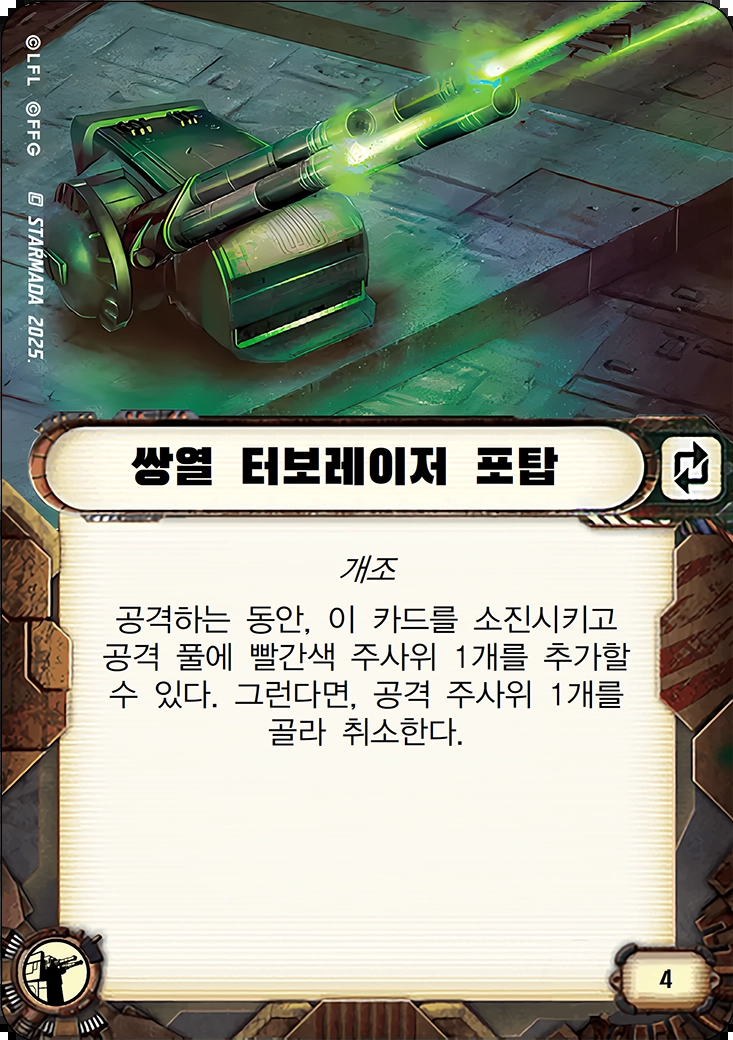 ©LFL ©FFG © STARMADA 2025.
쌍열 터보레이저 포탑
개조
공격하는 동안, 이 카드를 소진시키고
공격 풀에 빨간색 주사위 1개를 추가할
수 있다. 그런다면, 공격 주사위 1개를
골라 취소한다.
4